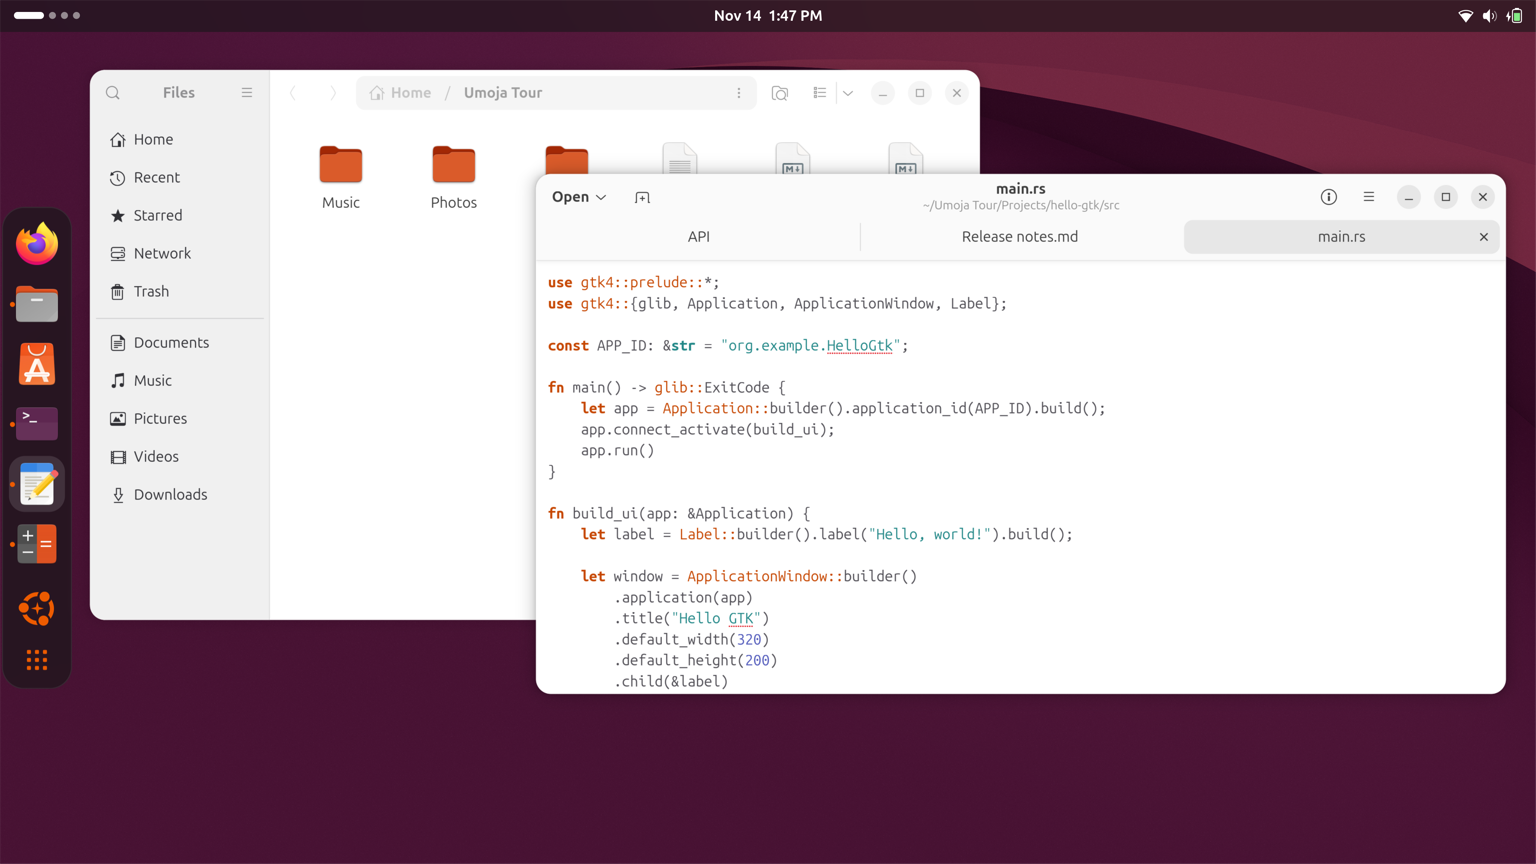 Nov 14 1:47 PM
Files
Home / Umoja Tour
Home
Recent
Starred
Network
Trash
Documents
Music
Pictures
Videos
Downloads
Music
Photos
M
M
Open
main.rs
~/Umoja Tour/Projects/hello-gtk/src
API
Release notes.md
main.rs
use gtk4::prelude::*;
use gtk4::{glib, Application, ApplicationWindow, Label};
const APP_ID: &str = "org.example.HelloGtk";
fn main() -> glib::ExitCode {
    let app = Application::builder().application_id(APP_ID).build();
    app.connect_activate(build_ui);
    app.run()
}
fn build_ui(app: &Application) {
    let label = Label::builder().label("Hello, world!").build();
    let window = ApplicationWindow::builder()
        .application(app)
        .title("Hello GTK")
        .default_width(320)
        .default_height(200)
        .child(&label)